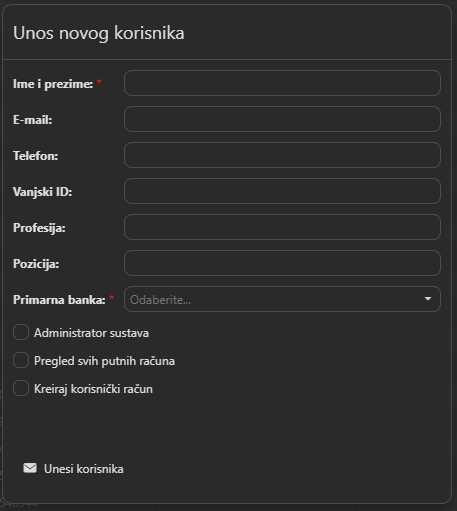 Unos novog korisnika
Ime i prezime: *
E-mail:
Telefon:
Vanjski ID:
Profesija:
Pozicija:
Primarna banka: * Odaberite...
Administrator sustava
Pregled svih putnih računa
Kreiraj korisnički račun
Unesi korisnika